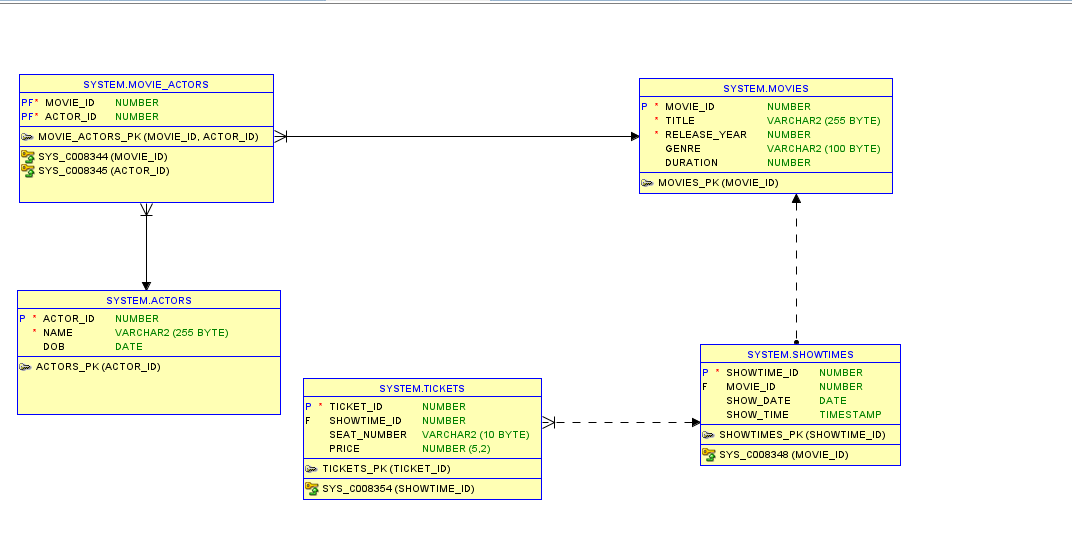 SYSTEM.MOVIE_ACTORS
PF* MOVIE_ID NUMBER
PF* ACTOR_ID NUMBER
MOVIE_ACTORS_PK (MOVIE_ID, ACTOR_ID)
SYS_C008344 (MOVIE_ID)
SYS_C008345 (ACTOR_ID)
SYSTEM.MOVIES
P * MOVIE_ID NUMBER
* TITLE VARCHAR2 (255 BYTE)
* RELEASE_YEAR NUMBER
GENRE VARCHAR2 (100 BYTE)
DURATION NUMBER
MOVIES_PK (MOVIE_ID)
SYSTEM.ACTORS
P * ACTOR_ID NUMBER
* NAME VARCHAR2 (255 BYTE)
DOB DATE
ACTORS_PK (ACTOR_ID)
SYSTEM.TICKETS
P * TICKET_ID NUMBER
F SHOWTIME_ID NUMBER
SEAT_NUMBER VARCHAR2 (10 BYTE)
PRICE NUMBER (5,2)
TICKETS_PK (TICKET_ID)
SYS_C008354 (SHOWTIME_ID)
SYSTEM.SHOWTIMES
P * SHOWTIME_ID NUMBER
F MOVIE_ID NUMBER
SHOW_DATE DATE
SHOW_TIME TIMESTAMP
SHOWTIMES_PK (SHOWTIME_ID)
SYS_C008348 (MOVIE_ID)